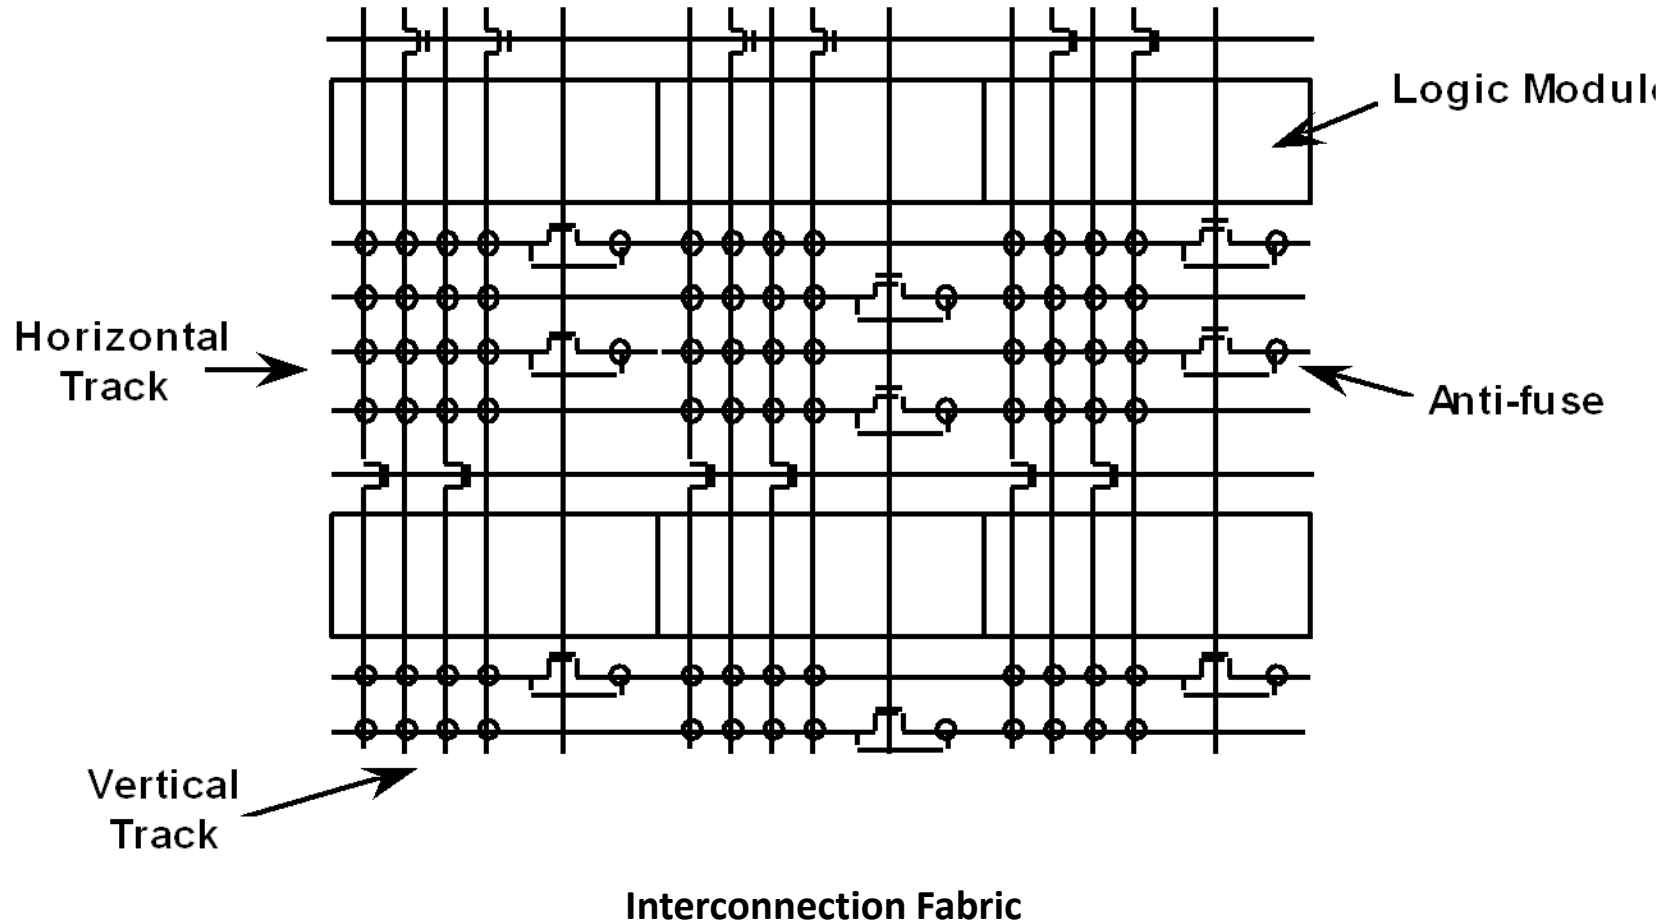 Logic Modul
Horizontal
Track
Anti-fuse
Vertical
Track
Interconnection Fabric